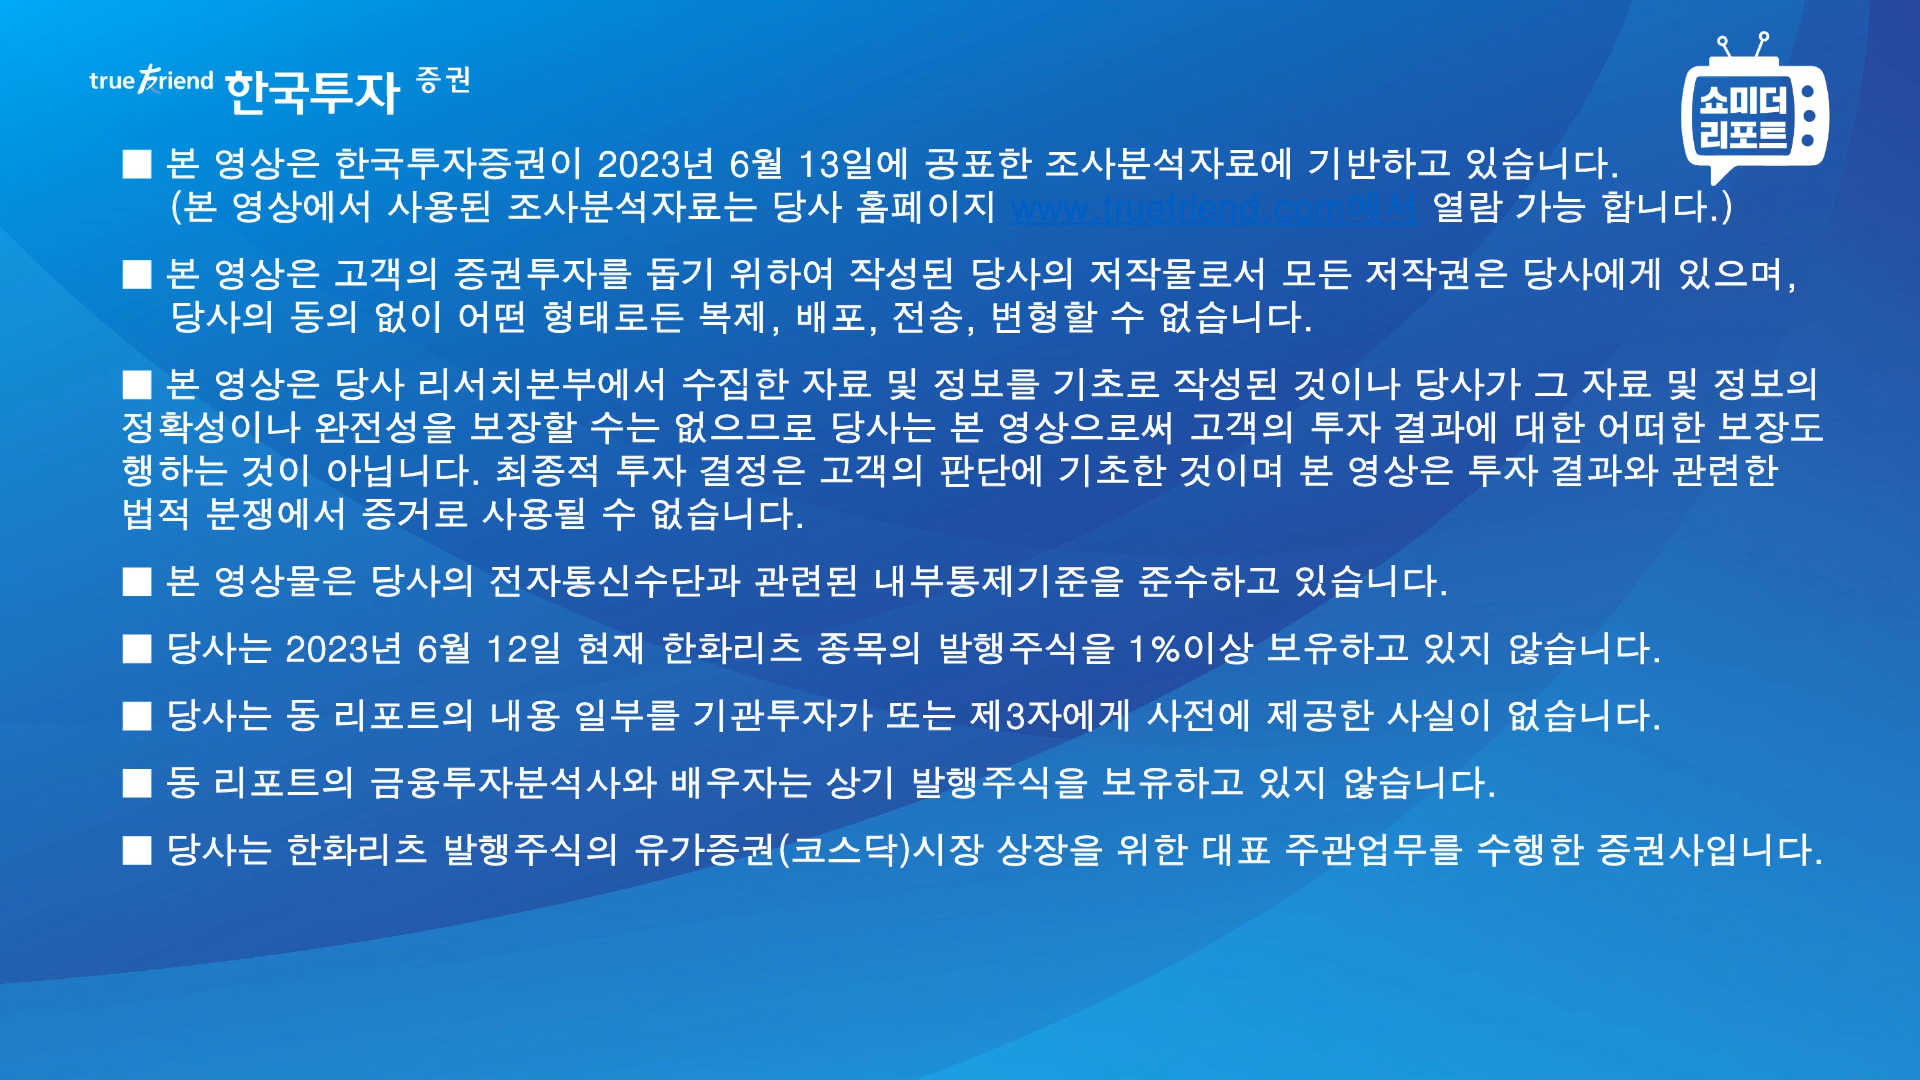 true friend 한국투자 증권
쇼미더
리포트
■ 본 영상은 한국투자증권이 2023년 6월 13일에 공표한 조사분석자료에 기반하고 있습니다.
(본 영상에서 사용된 조사분석자료는 당사 홈페이지 www.truefriend.com에서 열람 가능 합니다.)
■ 본 영상은 고객의 증권투자를 돕기 위하여 작성된 당사의 저작물로서 모든 저작권은 당사에게 있으며,
당사의 동의 없이 어떤 형태로든 복제, 배포, 전송, 변형할 수 없습니다.
■ 본 영상은 당사 리서치본부에서 수집한 자료 및 정보를 기초로 작성된 것이나 당사가 그 자료 및 정보의
정확성이나 완전성을 보장할 수는 없으므로 당사는 본 영상으로써 고객의 투자 결과에 대한 어떠한 보장도
행하는 것이 아닙니다. 최종적 투자 결정은 고객의 판단에 기초한 것이며 본 영상은 투자 결과와 관련한
법적 분쟁에서 증거로 사용될 수 없습니다.
■ 본 영상물은 당사의 전자통신수단과 관련된 내부통제기준을 준수하고 있습니다.
■ 당사는 2023년 6월 12일 현재 한화리츠 종목의 발행주식을 1%이상 보유하고 있지 않습니다.
■ 당사는 동 리포트의 내용 일부를 기관투자가 또는 제3자에게 사전에 제공한 사실이 없습니다.
■ 동 리포트의 금융투자분석사와 배우자는 상기 발행주식을 보유하고 있지 않습니다.
■ 당사는 한화리츠 발행주식의 유가증권(코스닥)시장 상장을 위한 대표 주관업무를 수행한 증권사입니다.